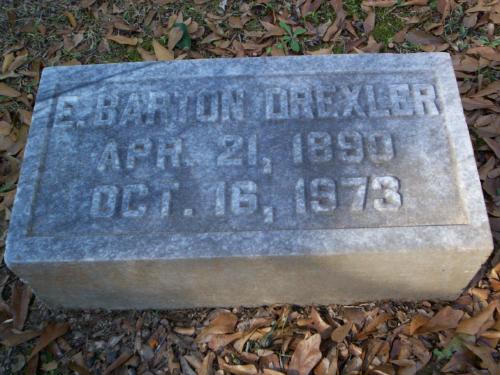 E. BARTON DREXLER
APR. 21, 1890
OCT. 16, 1973